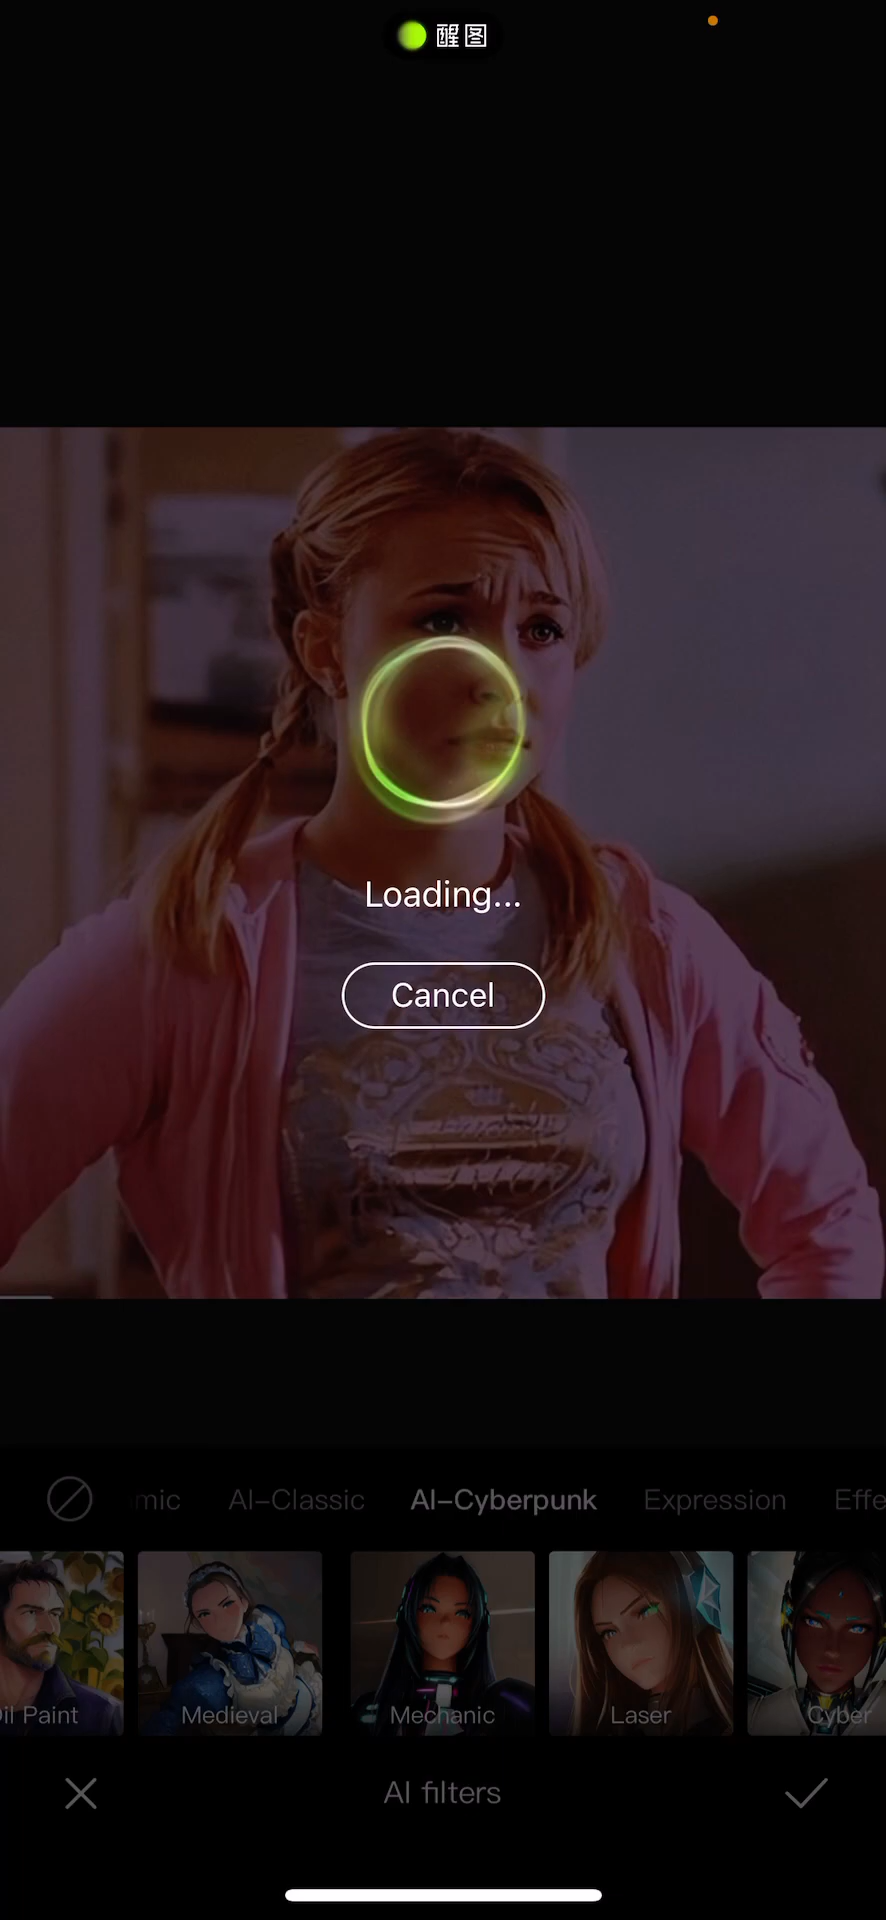 醒图
Loading...
Cancel
mic AI-Classic AI-Cyberpunk Expression Effe
il Paint Medieval Mechanic Laser Cyber
AI filters